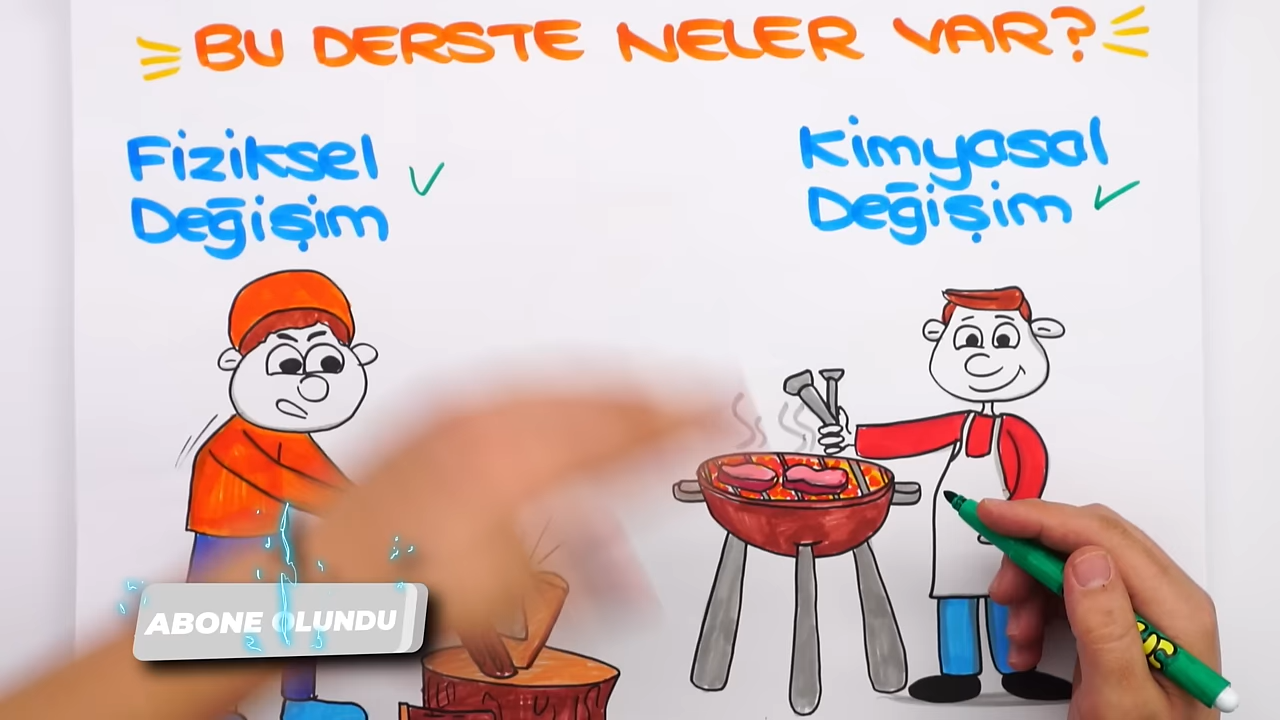 BU DERSTE NELER VAR?
Fiziksel
Değişim
Kimyasal
Değişim
ABONE OLUNDU